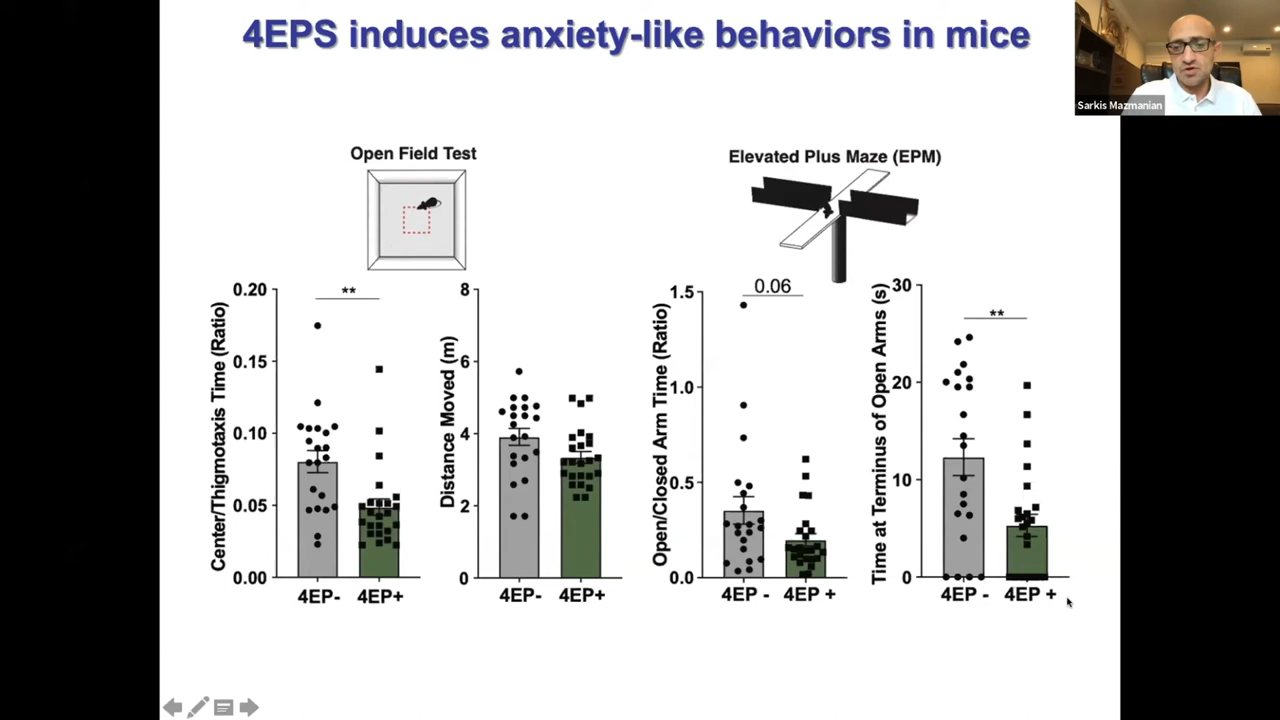 4EPS induces anxiety-like behaviors in mice
Sarkis Mazmanian
Open Field Test
Elevated Plus Maze (EPM)
Center/Thigmotaxis Time (Ratio)
0.20
0.15
0.10
0.05
0.00
**
4EP-
4EP+
Distance Moved (m)
8
6
4
2
0
4EP-
4EP+
Open/Closed Arm Time (Ratio)
1.5
1.0
0.5
0.0
0.06
4EP -
4EP +
Time at Terminus of Open Arms (s)
30
20
10
0
**
4EP -
4EP +